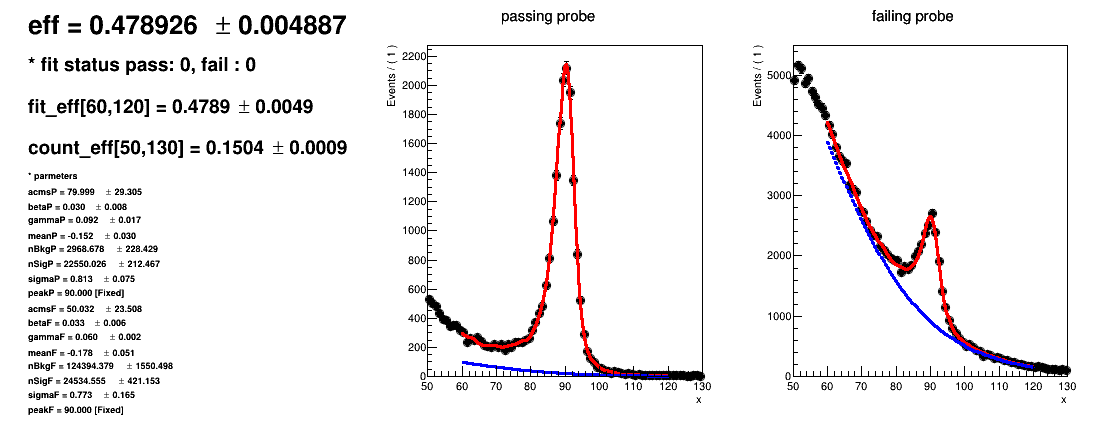 eff = 0.478926 ± 0.004887
* fit status pass: 0, fail : 0
fit_eff[60,120] = 0.4789 ± 0.0049
count_eff[50,130] = 0.1504 ± 0.0009
* parmeters
acmsP = 79.999 ± 29.305
betaP = 0.030 ± 0.008
gammaP = 0.092 ± 0.017
meanP = -0.152 ± 0.030
nBkgP = 2968.678 ± 228.429
nSigP = 22550.026 ± 212.467
sigmaP = 0.813 ± 0.075
peakP = 90.000 [Fixed]
acmsF = 50.032 ± 23.508
betaF = 0.033 ± 0.006
gammaF = 0.060 ± 0.002
meanF = -0.178 ± 0.051
nBkgF = 124394.379 ± 1550.498
nSigF = 24534.555 ± 421.153
sigmaF = 0.773 ± 0.165
peakF = 90.000 [Fixed]
passing probe
Events / ( 1 )
2200
2000
1800
1600
1400
1200
1000
800
600
400
200
0
50 60 70 80 90 100 110 120 130
x
failing probe
Events / ( 1 )
5000
4000
3000
2000
1000
0
50 60 70 80 90 100 110 120 130
x